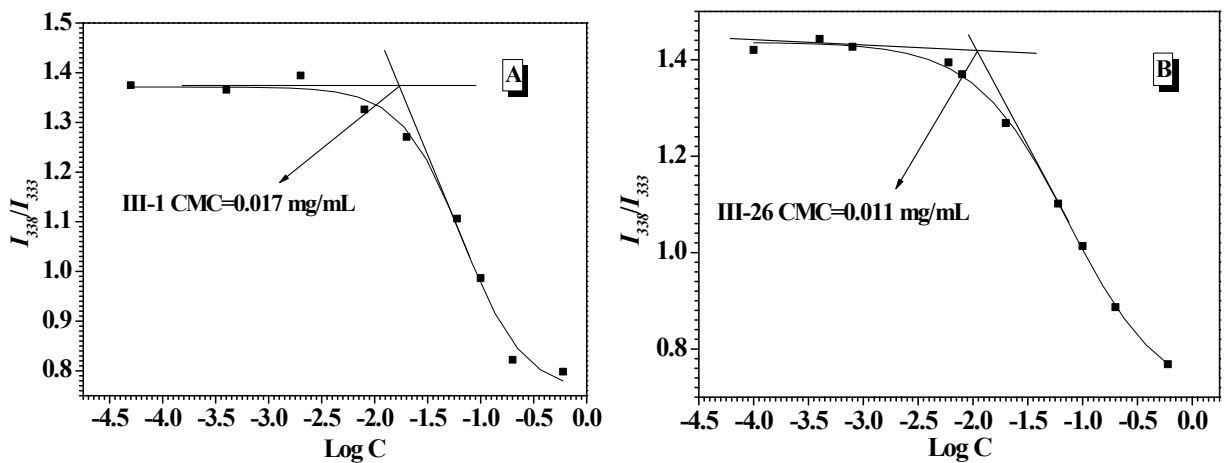 1.5
1.4
1.3
1.2
1.1
1.0
0.9
0.8
I338/I333
A
III-1 CMC=0.017 mg/mL
-4.5 -4.0 -3.5 -3.0 -2.5 -2.0 -1.5 -1.0 -0.5 0.0
Log C
1.4
1.2
1.0
0.8
I338/I333
B
III-26 CMC=0.011 mg/mL
-4.5 -4.0 -3.5 -3.0 -2.5 -2.0 -1.5 -1.0 -0.5 0.0
Log C